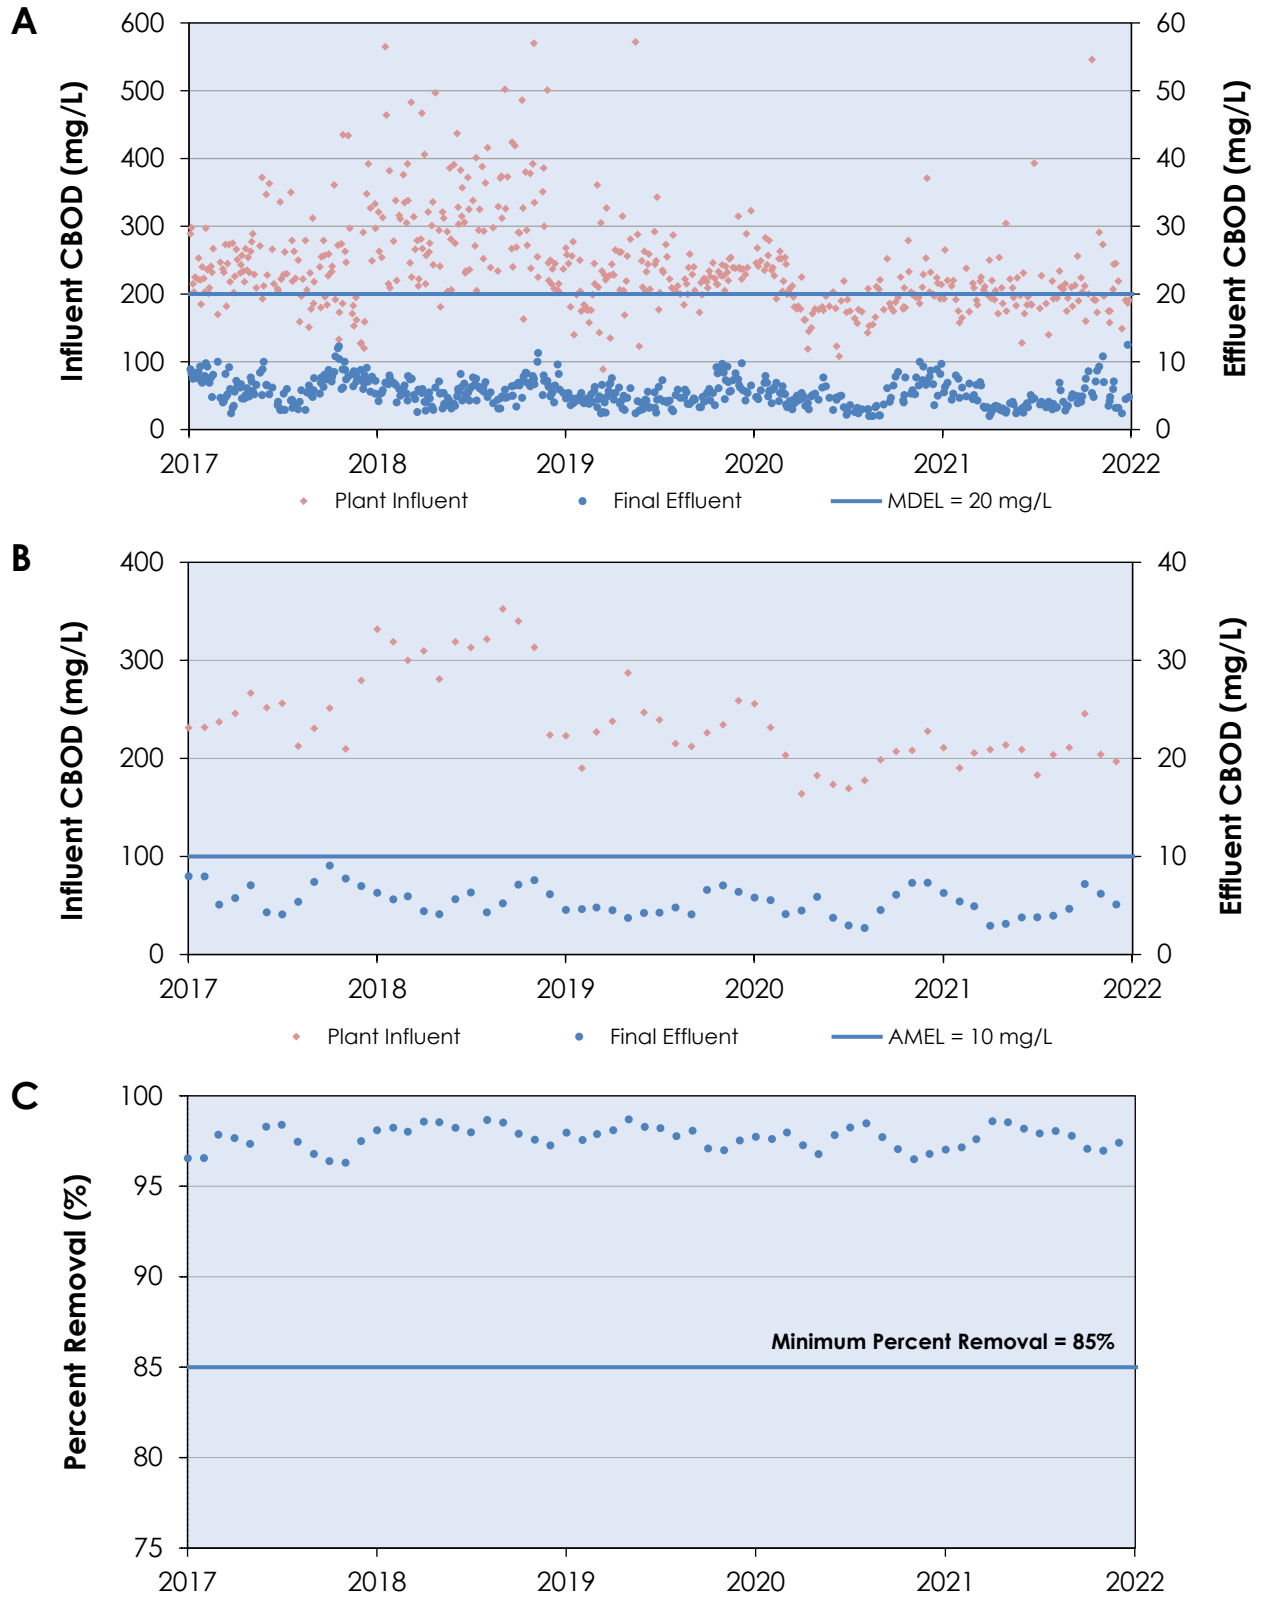 A
Influent CBOD (mg/L)
600
500
400
300
200
100
0
60
50
40
30
20
10
0
Effluent CBOD (mg/L)
2017 2018 2019 2020 2021 2022
Plant Influent Final Effluent MDEL = 20 mg/L
B
Influent CBOD (mg/L)
400
300
200
100
0
40
30
20
10
0
Effluent CBOD (mg/L)
2017 2018 2019 2020 2021 2022
Plant Influent Final Effluent AMEL = 10 mg/L
C
Percent Removal (%)
100
95
90
85
80
75
Minimum Percent Removal = 85%
2017 2018 2019 2020 2021 2022